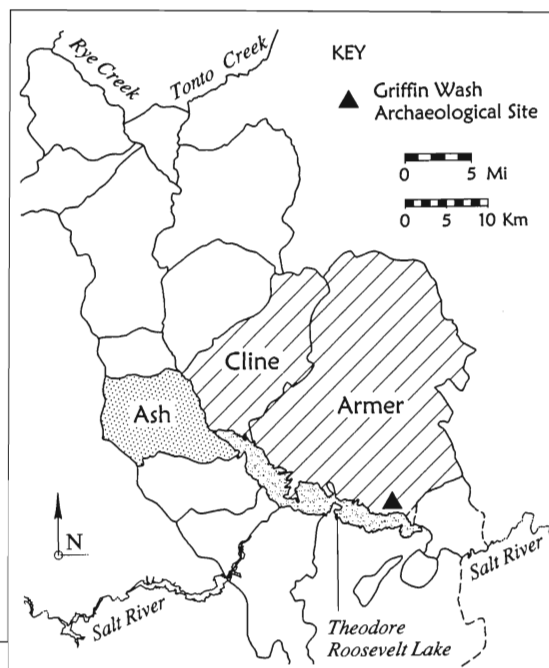 Rye Creek
Tonto Creek
KEY
Griffin Wash
Archaeological Site
0 5 Mi
0 5 10 Km
Cline
Armer
Ash
N
Salt River
Salt River
Theodore
Roosevelt Lake